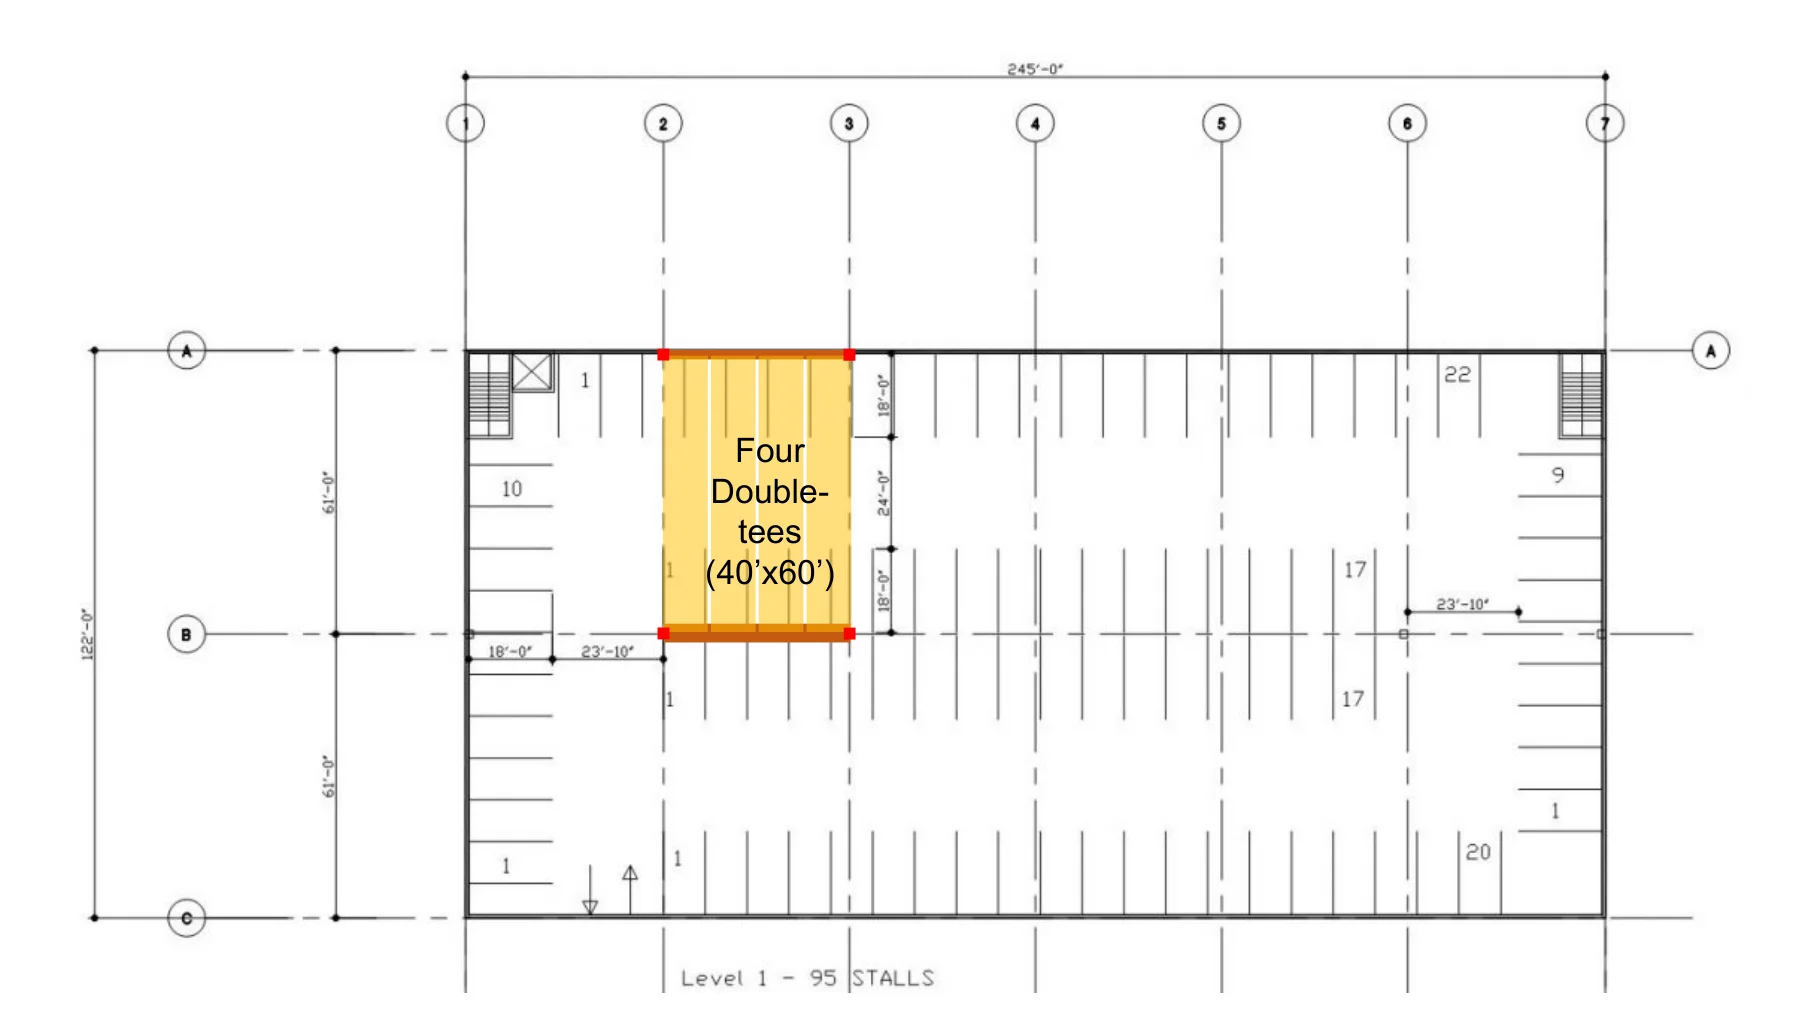 245'-0"
1 2 3 4 5 6 7
A A
1 22
18'-0"
Four
Double-
tees
(40'x60')
10 9
61'-0" 24'-0"
1 17
18'-0"
23'-10"
B
122'-0"
18'-0" 23'-10"
1 17
61'-0"
1
1 1 20
C
Level 1 - 95 STALLS